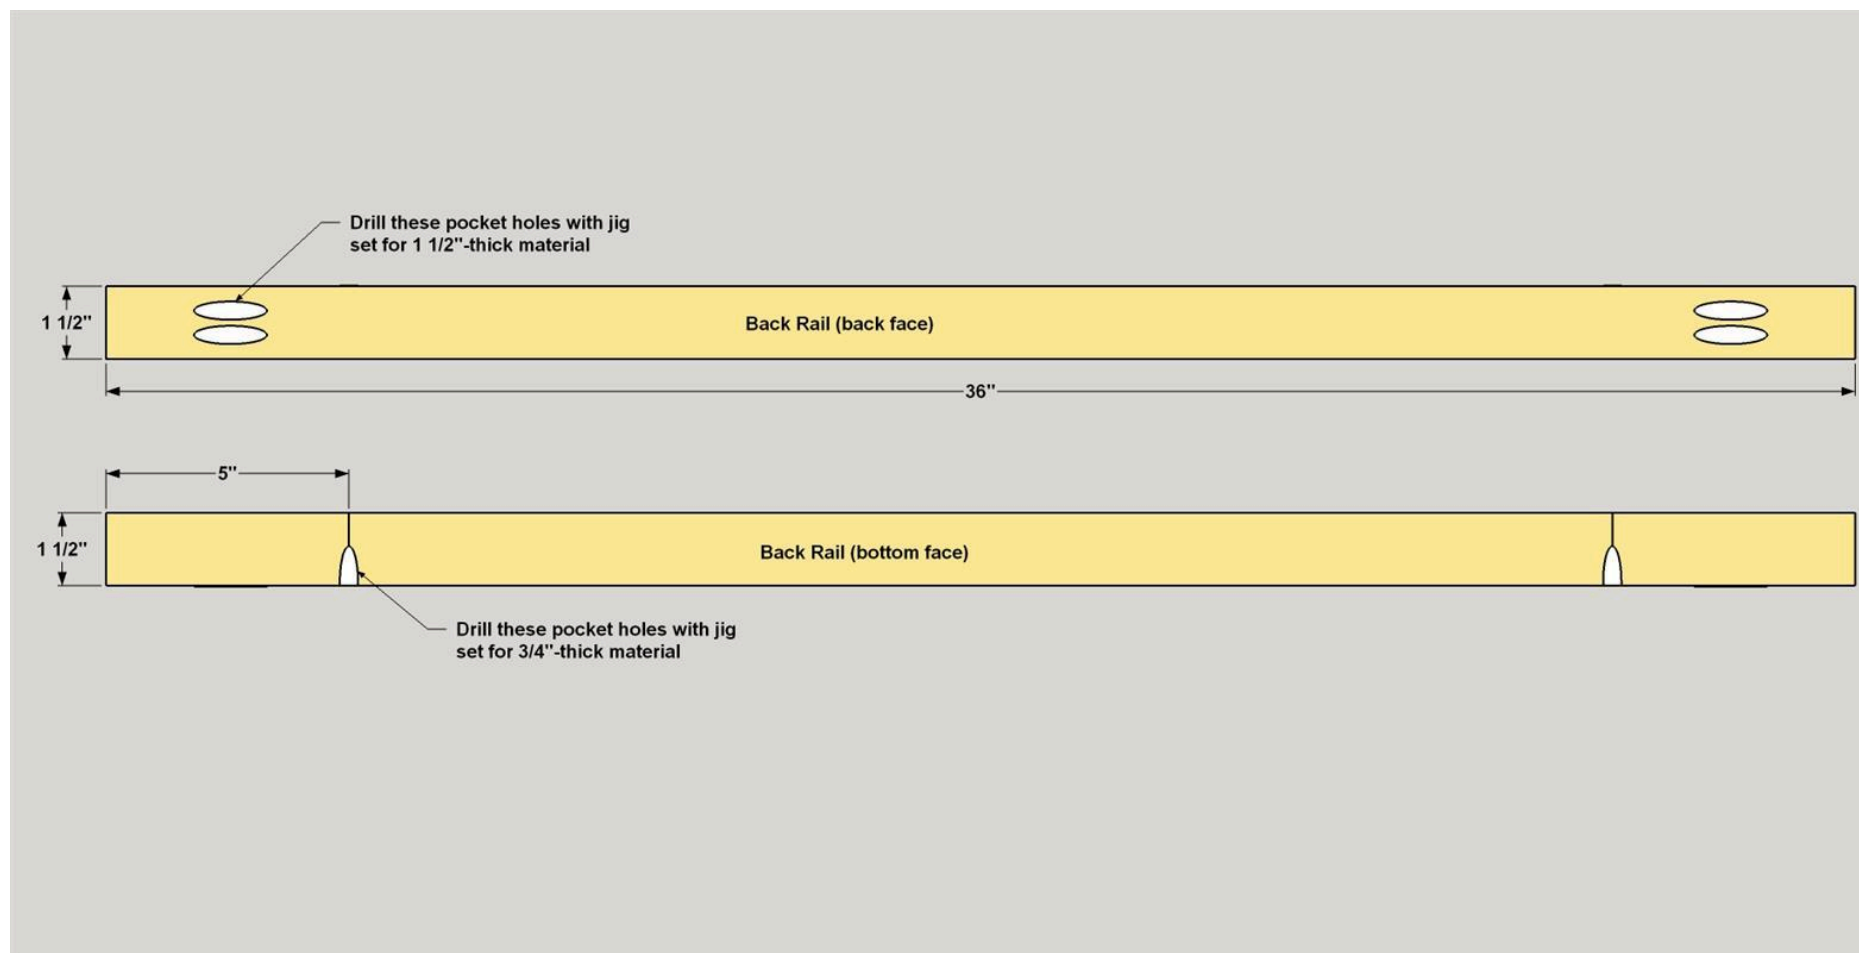 Drill these pocket holes with jig
set for 1 1/2"-thick material
1 1/2"
Back Rail (back face)
36"
5"
1 1/2"
Back Rail (bottom face)
Drill these pocket holes with jig
set for 3/4"-thick material